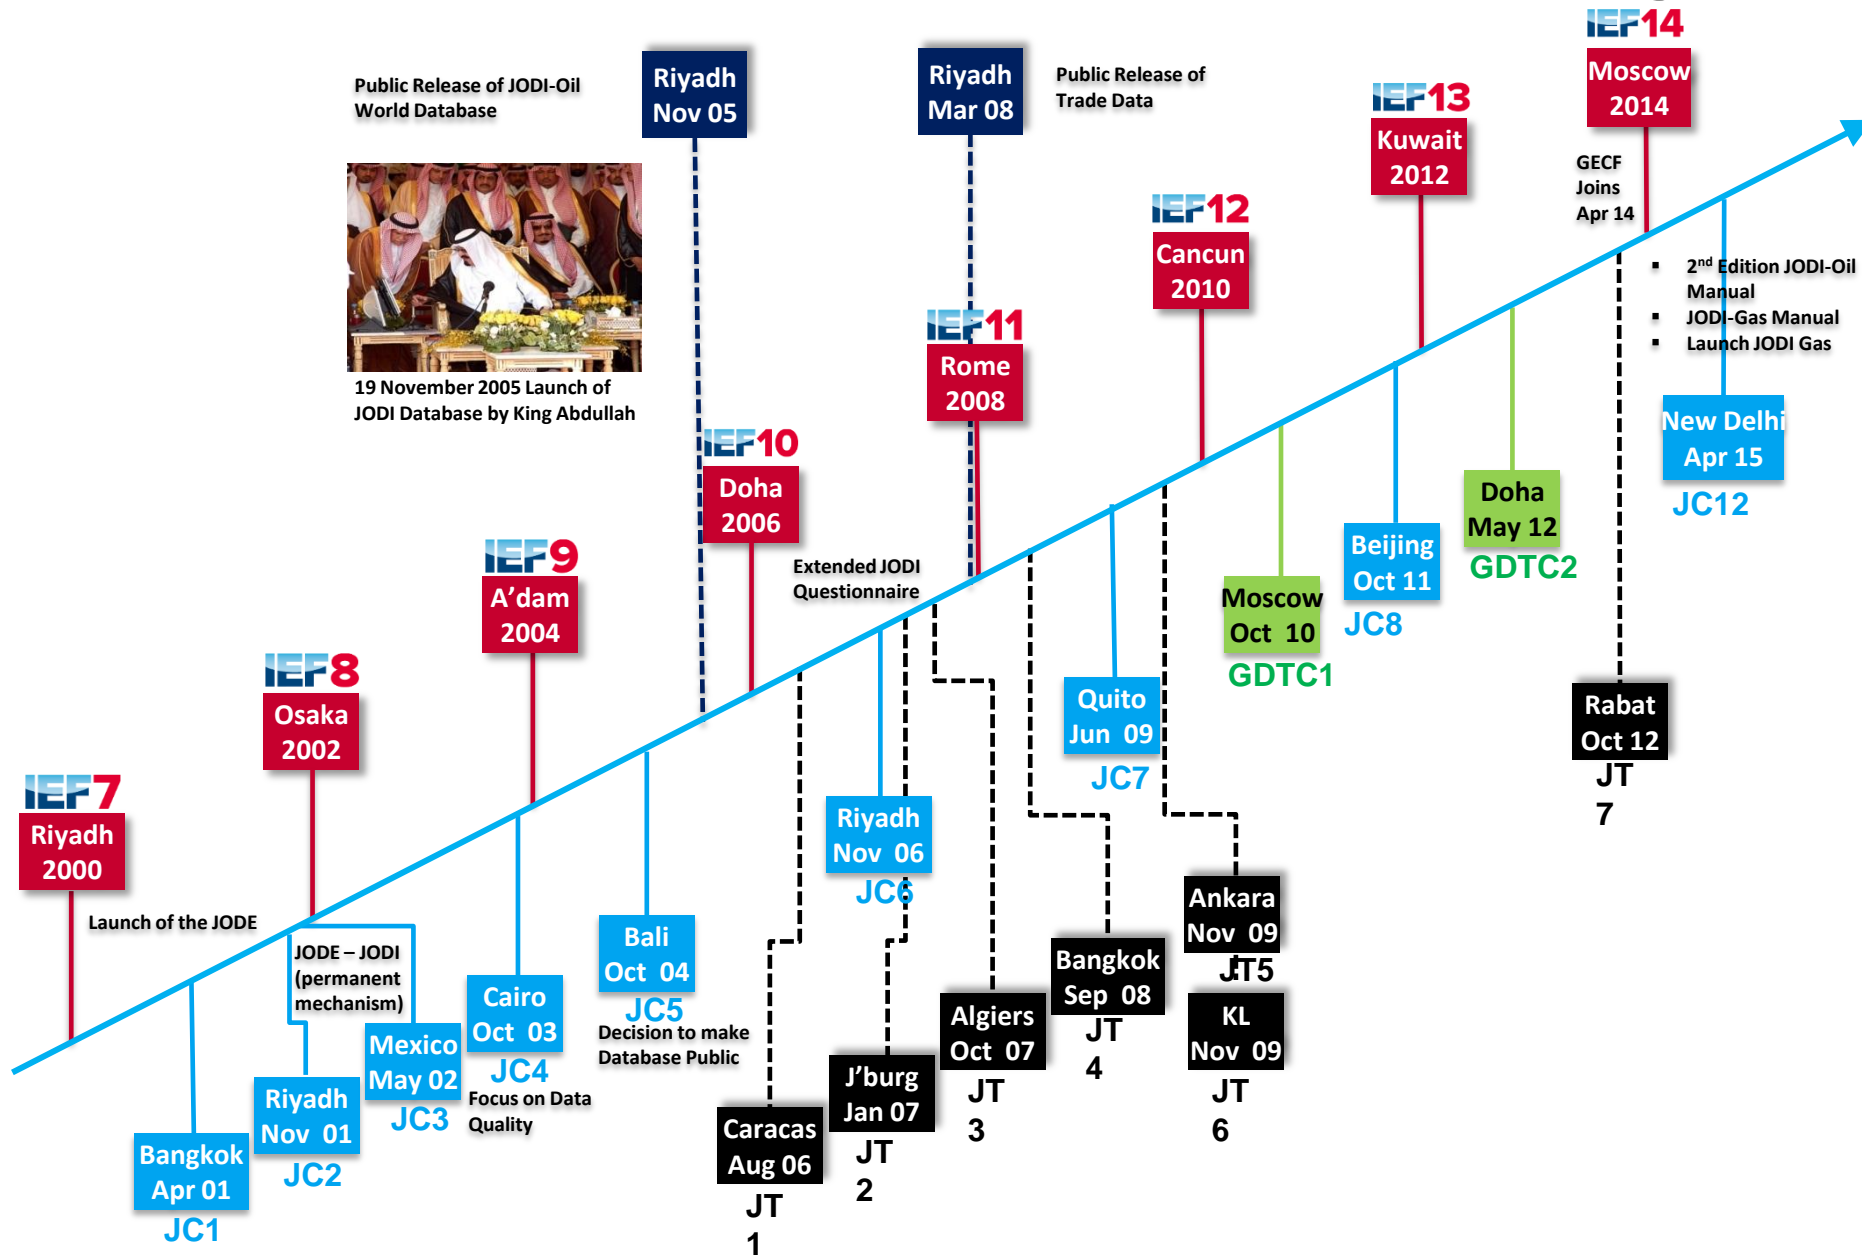 IEF14
Moscow
2014
Riyadh
Nov 05
Riyadh
Mar 08
Public Release of JODI-Oil
World Database
Public Release of
Trade Data
IEF13
Kuwait
2012
GECF
Joins
Apr 14
IEF12
Cancun
2010
▪ 2nd Edition JODI-Oil
Manual
▪ JODI-Gas Manual
▪ Launch JODI Gas
IEF11
Rome
2008
19 November 2005 Launch of
JODI Database by King Abdullah
IEF10
Doha
2006
New Delhi
Apr 15
JC12
Doha
May 12
GDTC2
Beijing
Oct 11
JC8
IEF9
A'dam
2004
Extended JODI
Questionnaire
Moscow
Oct 10
GDTC1
IEF8
Osaka
2002
Quito
Jun 09
JC7
Rabat
Oct 12
JT
7
IEF7
Riyadh
2000
Riyadh
Nov 06
JC6
Launch of the JODE
JODE – JODI
(permanent
mechanism)
Bali
Oct 04
JC5
Decision to make
Database Public
Ankara
Nov 09
JT5
Bangkok
Sep 08
JT
4
Cairo
Oct 03
JC4
Focus on Data
Quality
Algiers
Oct 07
JT
3
KL
Nov 09
JT
6
Mexico
May 02
JC3
Riyadh
Nov 01
JC2
J'burg
Jan 07
JT
2
Caracas
Aug 06
JT
1
Bangkok
Apr 01
JC1